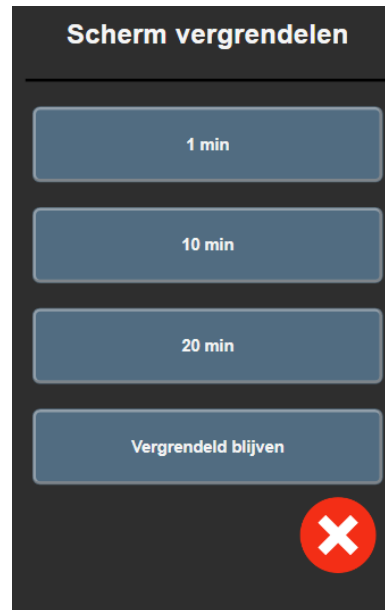 Scherm vergrendelen
1 min
10 min
20 min
Vergrendeld blijven